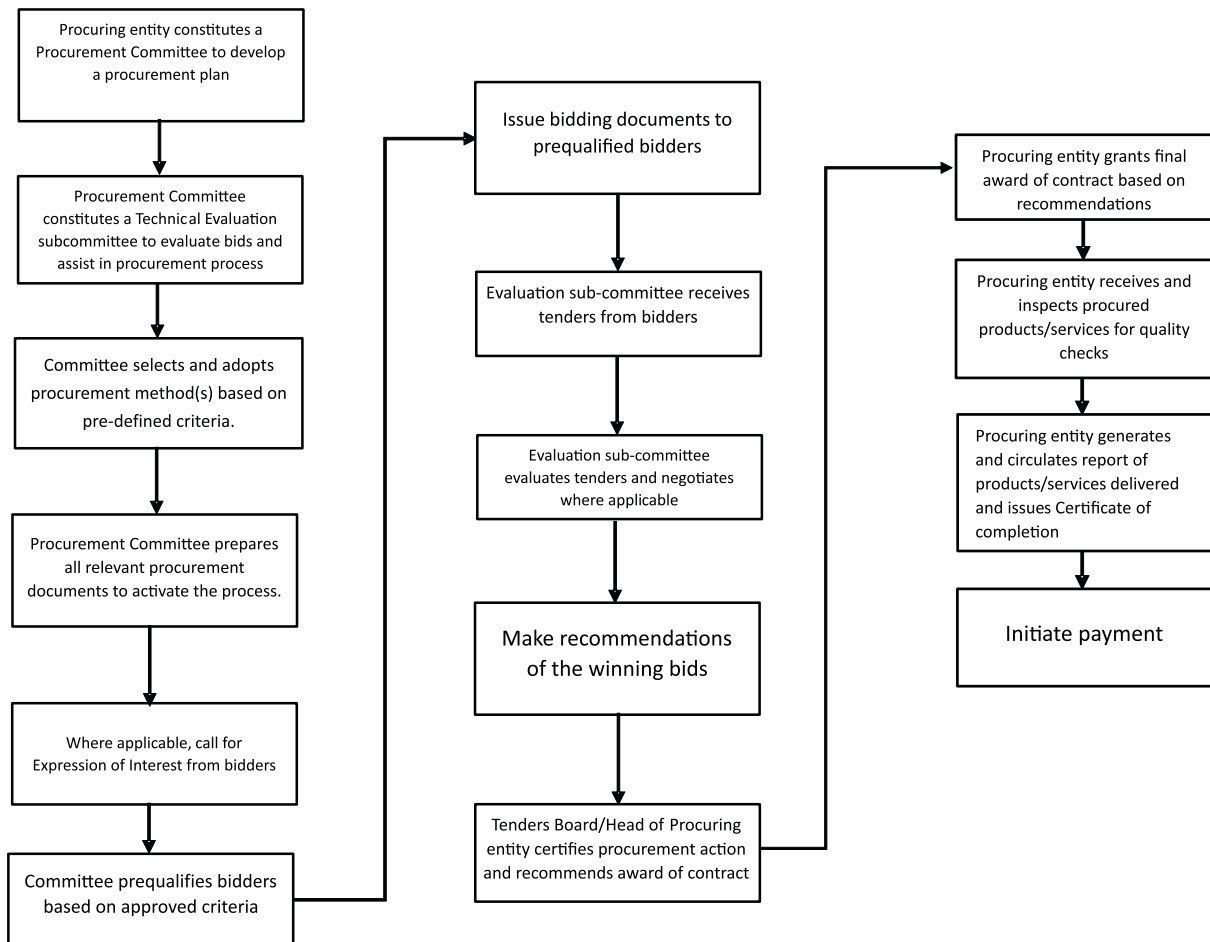 Procuring entity constitutes a
Procurement Committee to develop
a procurement plan
Procurement Committee
constitutes a Technical Evaluation
subcommittee to evaluate bids and
assist in procurement process
Committee selects and adopts
procurement method(s) based on
pre-defined criteria.
Procurement Committee prepares
all relevant procurement
documents to activate the process.
Where applicable, call for
Expression of Interest from bidders
Committee prequalifies bidders
based on approved criteria
Issue bidding documents to
prequalified bidders
Evaluation sub-committee receives
tenders from bidders
Evaluation sub-committee
evaluates tenders and negotiates
where applicable
Make recommendations
of the winning bids
Tenders Board/Head of Procuring
entity certifies procurement action
and recommends award of contract
Procuring entity grants final
award of contract based on
recommendations
Procuring entity receives and
inspects procured
products/services for quality
checks
Procuring entity generates
and circulates report of
products/services delivered
and issues Certificate of
completion
Initiate payment